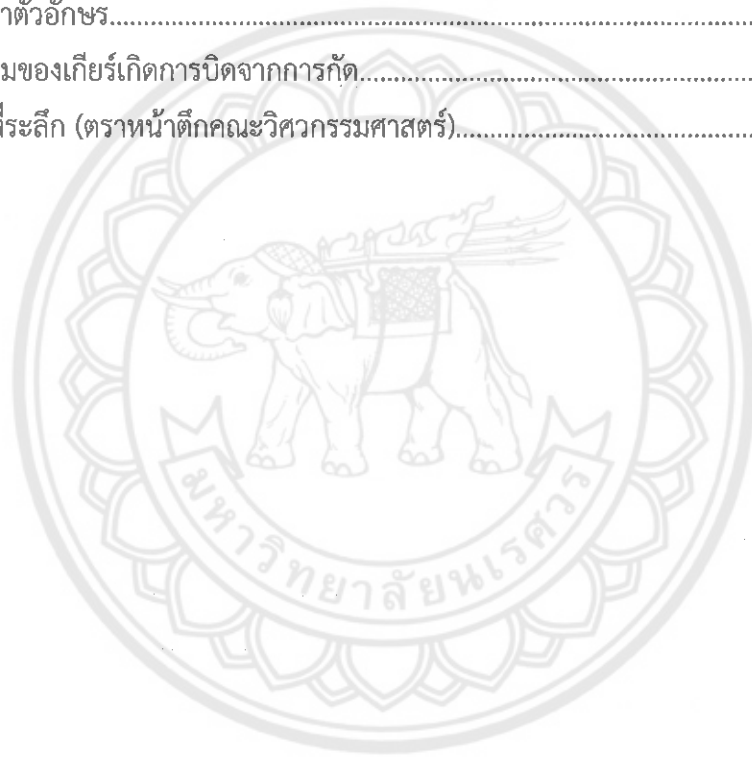 าตัวอักษร
มของเกียร์เกิดการบิดจากการกัด
ที่ระลึก (ตราหน้าตึกคณะวิศวกรรมศาสตร์)
มหาวิทยาลัยนเรศวร